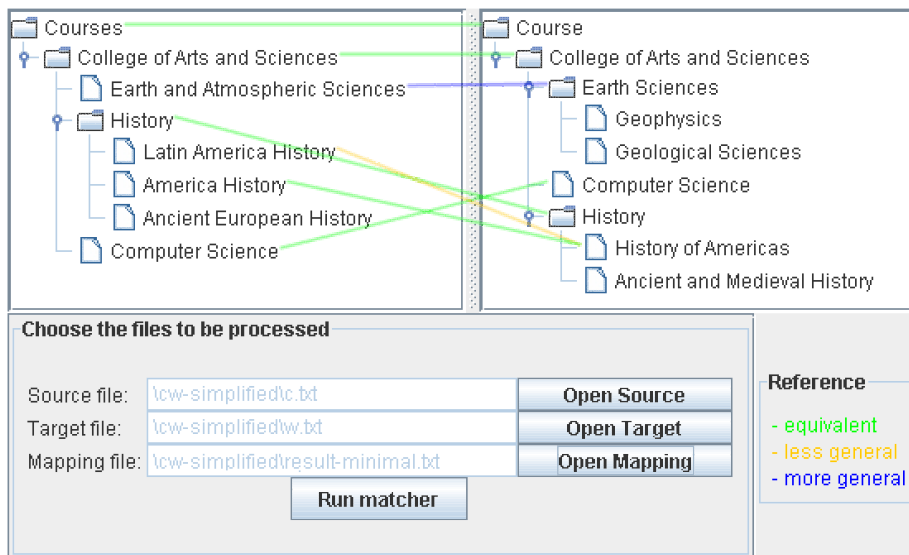 Courses
College of Arts and Sciences
Earth and Atmospheric Sciences
History
Latin America History
America History
Ancient European History
Computer Science
Course
College of Arts and Sciences
Earth Sciences
Geophysics
Geological Sciences
Computer Science
History
History of Americas
Ancient and Medieval History
Choose the files to be processed
Source file: \cw-simplified\c.txt Open Source
Target file: \cw-simplified\w.txt Open Target
Mapping file: \cw-simplified\result-minimal.txt Open Mapping
Run matcher
Reference
- equivalent
- less general
- more general